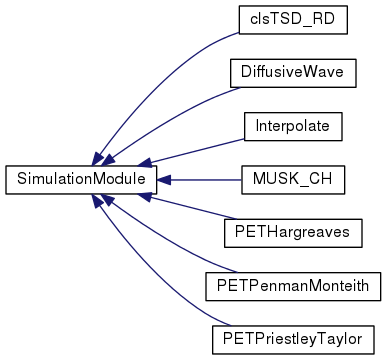 clsTSD_RD
DiffusiveWave
Interpolate
SimulationModule
MUSK_CH
PETHargreaves
PETPenmanMonteith
PETPriestleyTaylor